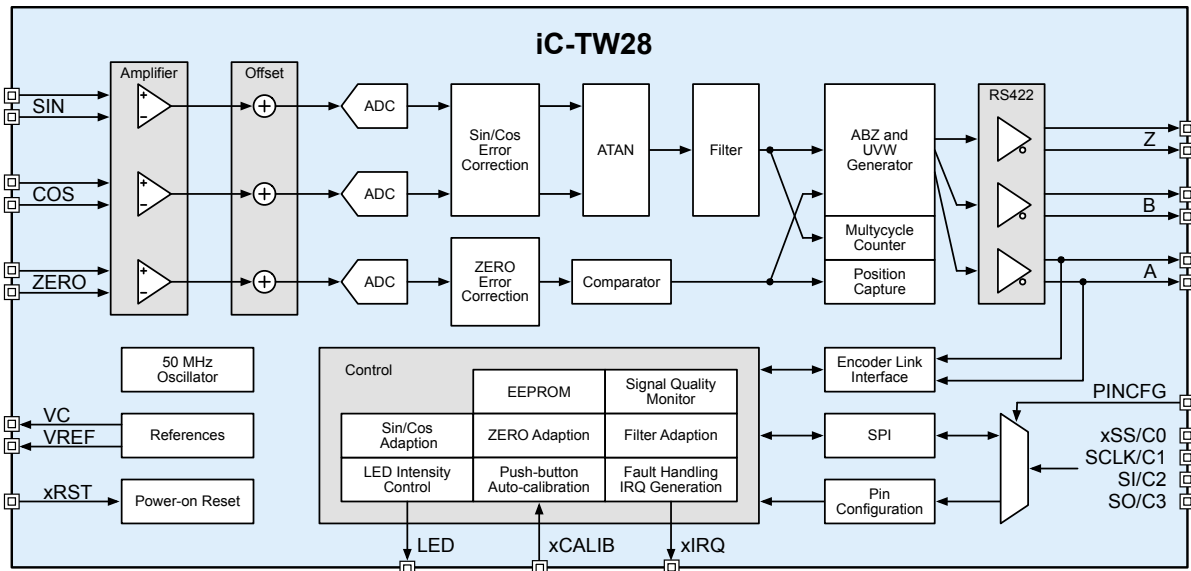 iC-TW28
Amplifier
Offset
RS422
SIN
+
−
+
ADC
Sin/Cos
Error
Correction
ATAN
Filter
ABZ and
UVW
Generator
Z
COS
+
−
+
ADC
B
Multycycle
Counter
ZERO
+
−
+
ADC
ZERO
Error
Correction
Comparator
Position
Capture
A
50 MHz
Oscillator
Control
EEPROM
Signal Quality
Monitor
Encoder Link
Interface
PINCFG
VC
VREF
References
Sin/Cos
Adaption
ZERO Adaption
Filter Adaption
SPI
xSS/C0
SCLK/C1
SI/C2
SO/C3
xRST
Power-on Reset
LED Intensity
Control
Push-button
Auto-calibration
Fault Handling
IRQ Generation
Pin
Configuration
LED
xCALIB
xIRQ